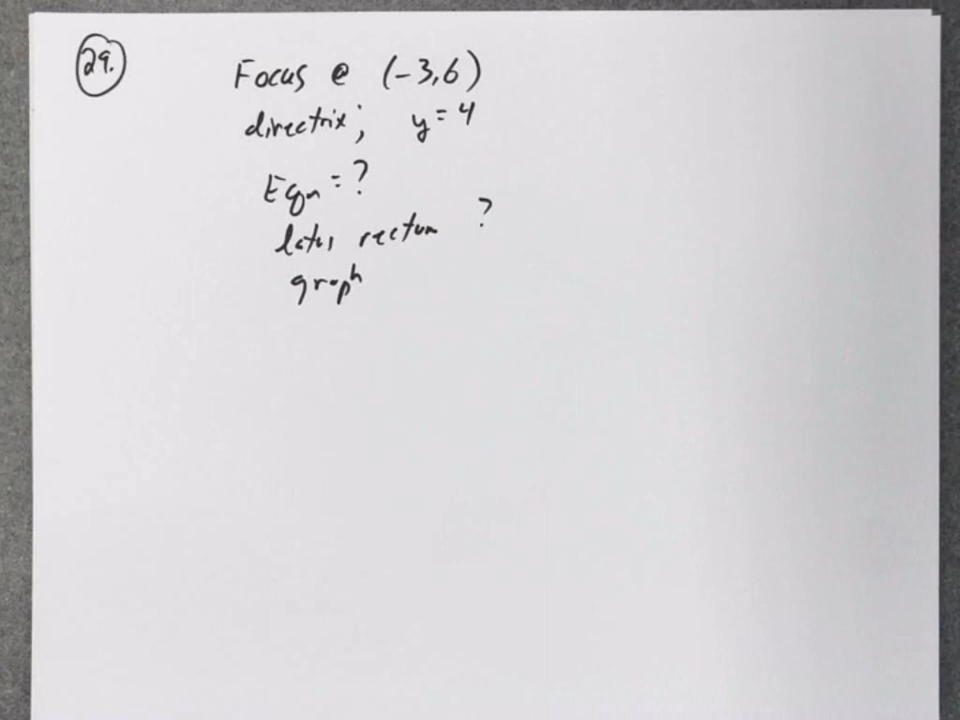 29.
Focus @ (-3,6)
directrix; y=4
Eqn = ?
latus rectum ?
graph